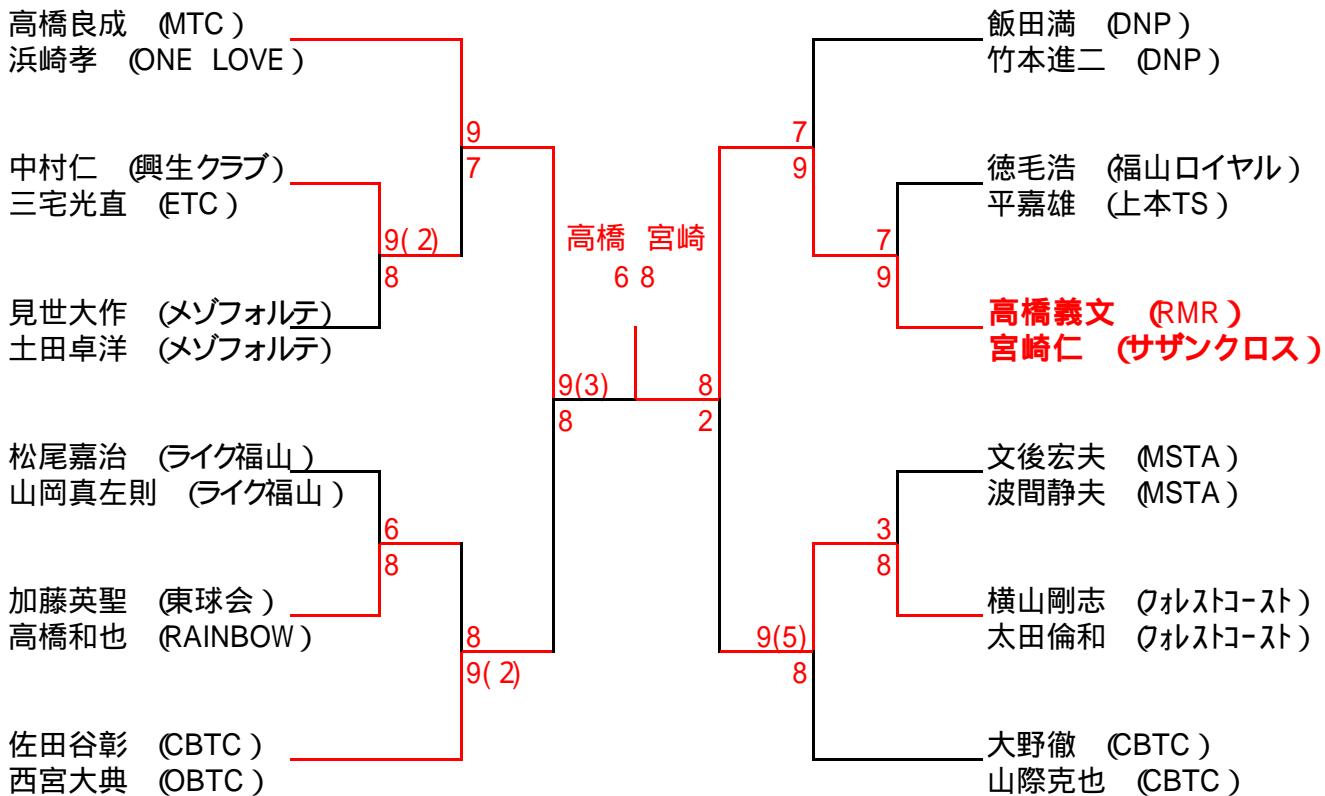 高橋良成 (MTC)
浜崎孝 (ONE LOVE)
9
7
中村仁 (興生クラブ)
三宅光直 (ETC)
9(2)
8
見世大作 (メゾフォルテ)
土田卓洋 (メゾフォルテ)
9(3)
8
松尾嘉治 (ライク福山)
山岡真左則 (ライク福山)
6
8
加藤英聖 (東球会)
高橋和也 (RAINBOW)
8
9(2)
佐田谷彰 (CBTC)
西宮大典 (OBTC)
高橋 宮崎
6 8
飯田満 (DNP)
竹本進二 (DNP)
7
9
徳毛浩 (福山ロイヤル)
平嘉雄 (上本TS)
7
9
高橋義文 (RMR)
宮崎仁 (サザンクロス)
8
2
文後宏夫 (MSTA)
波間静夫 (MSTA)
3
8
横山剛志 (フォレストコースト)
太田倫和 (フォレストコースト)
9(5)
8
大野徹 (CBTC)
山際克也 (CBTC)